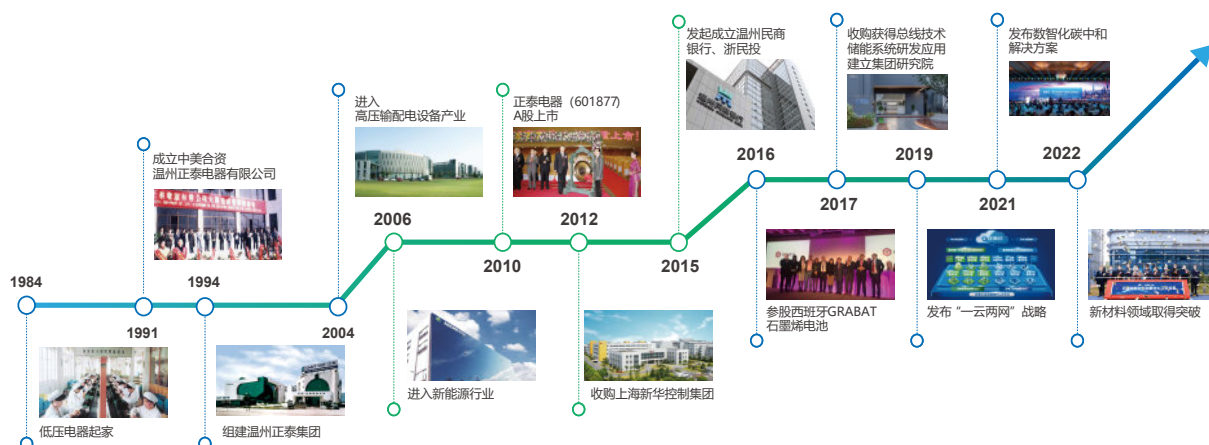 1984
低压电器起家
1991
成立中美合资
温州正泰电器有限公司
1994
组建温州正泰集团
2004
进入
高压输配电设备产业
2006
进入新能源行业
2010
正泰电器（601877)
A股上市
2012
收购上海新华控制集团
2015
发起成立温州民商
银行、浙民投
2016
参股西班牙GRABAT
石墨烯电池
2017
收购获得总线技术
储能系统研发应用
建立集团研究院
2019
发布“一云两网”战略
2021
发布数智化碳中和
解决方案
2022
新材料领域取得突破